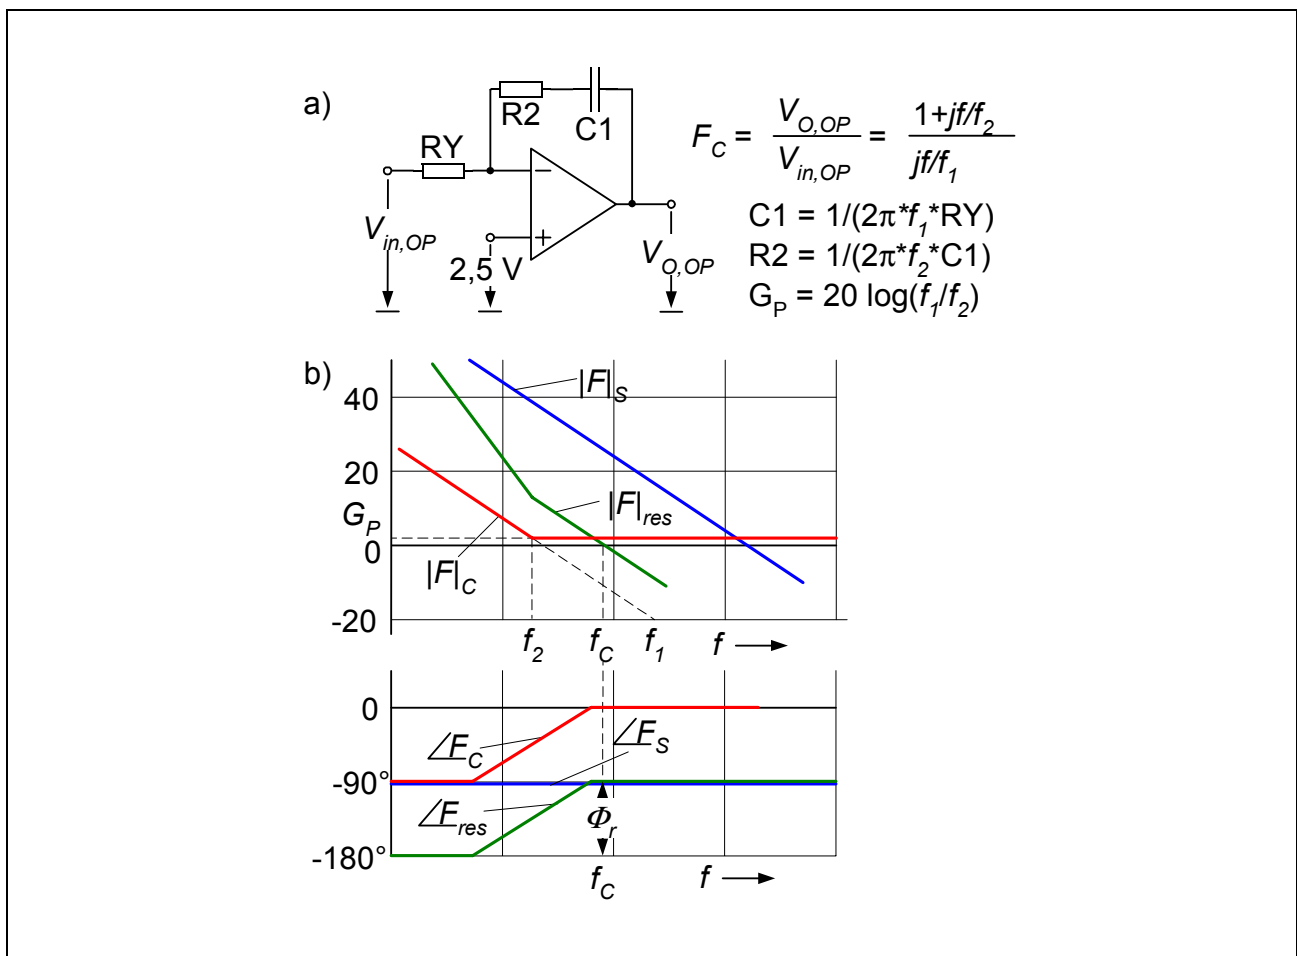 a)
R2
C1
RY
−
+
V_in,OP
2,5 V
V_O,OP
F_C = V_O,OP / V_in,OP = 1+jf/f_2 / jf/f_1
C1 = 1/(2π*f_1*RY)
R2 = 1/(2π*f_2*C1)
G_P = 20 log(f_1/f_2)
b)
40
20
G_P
0
-20
|F|_S
|F|_res
|F|_C
f_2
f_C
f_1
f
0
-90°
-180°
∠F_C
∠F_S
∠F_res
Φ_r
f_C
f